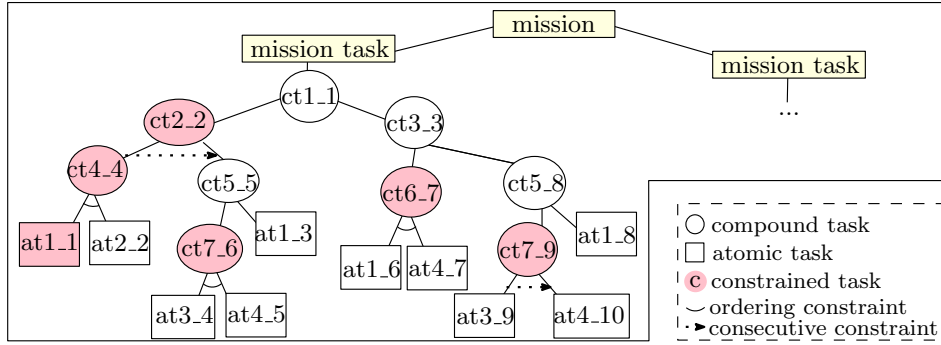 mission
mission task
mission task
ct1_1
...
ct2_2
ct3_3
ct4_4
ct5_5
ct6_7
ct5_8
at1_1
at2_2
ct7_6
at1_3
at1_6
at4_7
ct7_9
at1_8
at3_4
at4_5
at3_9
at4_10
compound task
atomic task
c constrained task
ordering constraint
consecutive constraint